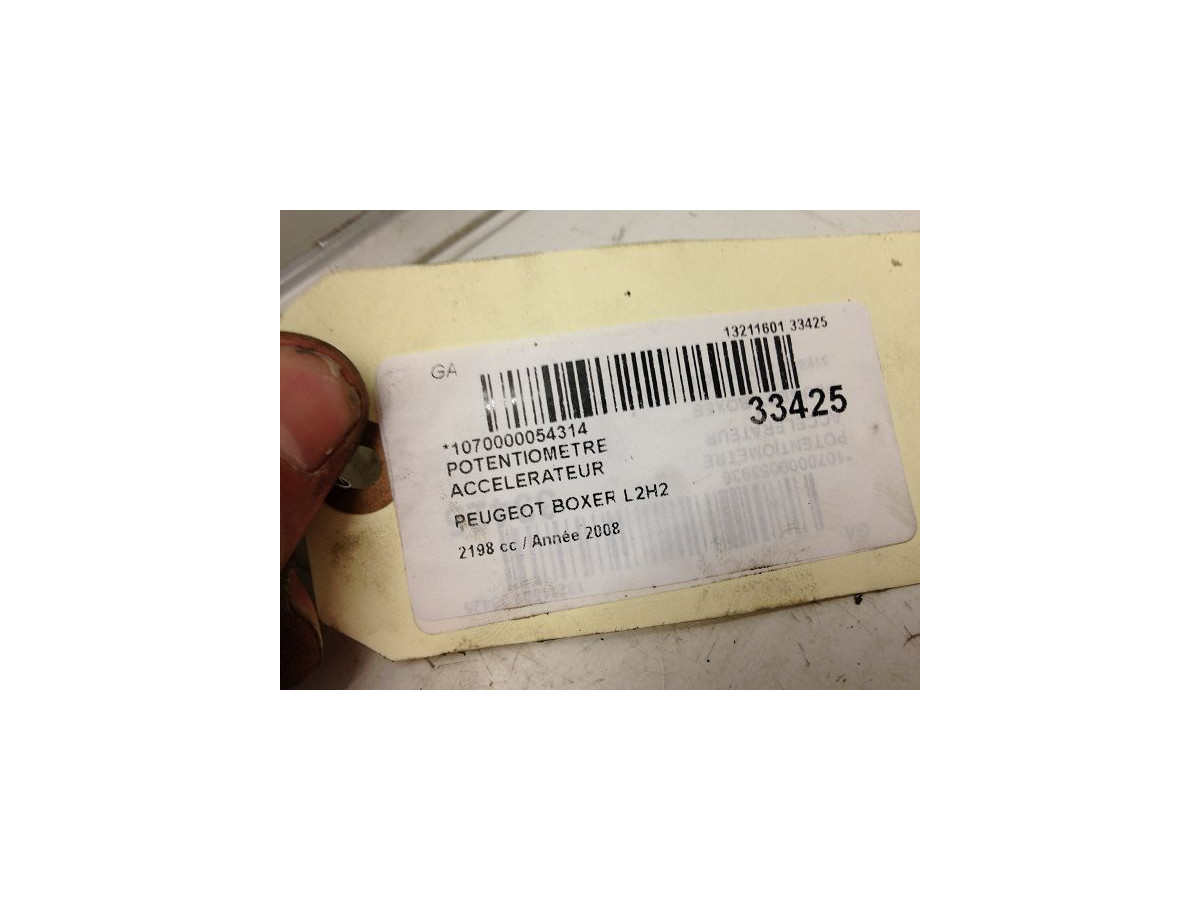 13211601 33425
GA
33425
*1070000054314
POTENTIOMETRE
ACCELERATEUR
PEUGEOT BOXER L2H2
2198 cc / Année 2008